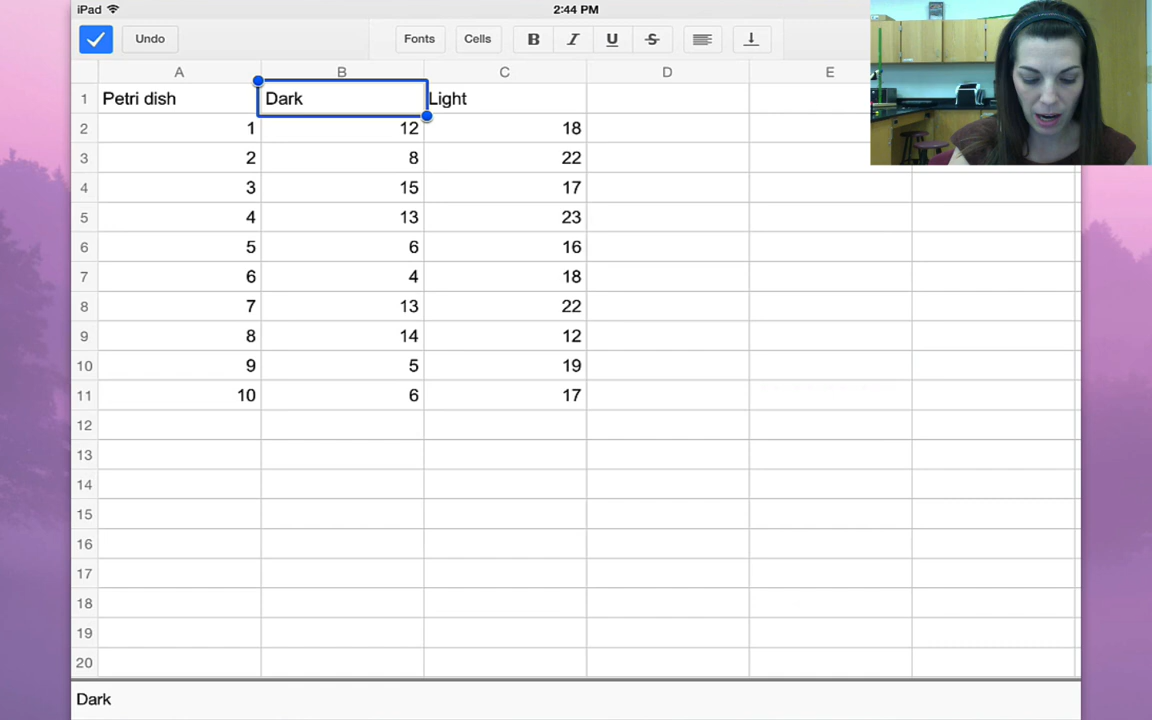 iPad 2:44 PM
Undo Fonts Cells B I U S
A B C D E
1 Petri dish Dark Light
2 1 12 18
3 2 8 22
4 3 15 17
5 4 13 23
6 5 6 16
7 6 4 18
8 7 13 22
9 8 14 12
10 9 5 19
11 10 6 17
12
13
14
15
16
17
18
19
20
Dark